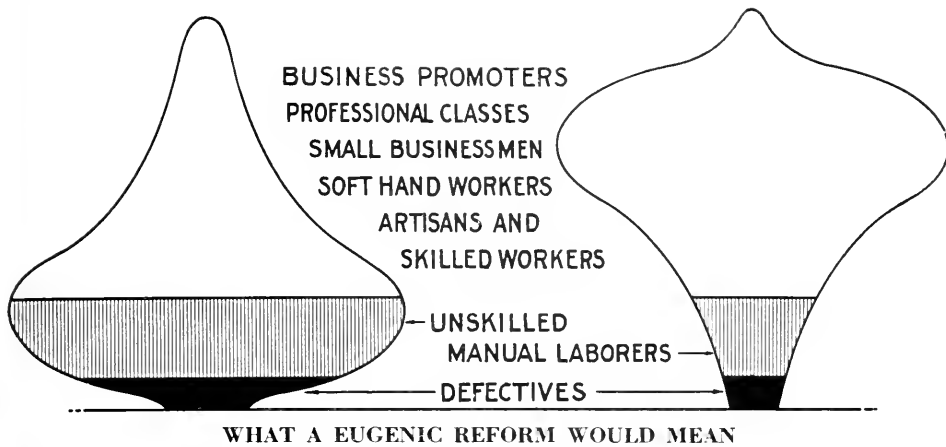 BUSINESS PROMOTERS
PROFESSIONAL CLASSES
SMALL BUSINESSMEN
SOFT HAND WORKERS
ARTISANS AND
SKILLED WORKERS
UNSKILLED
MANUAL LABORERS
DEFECTIVES
WHAT A EUGENIC REFORM WOULD MEAN